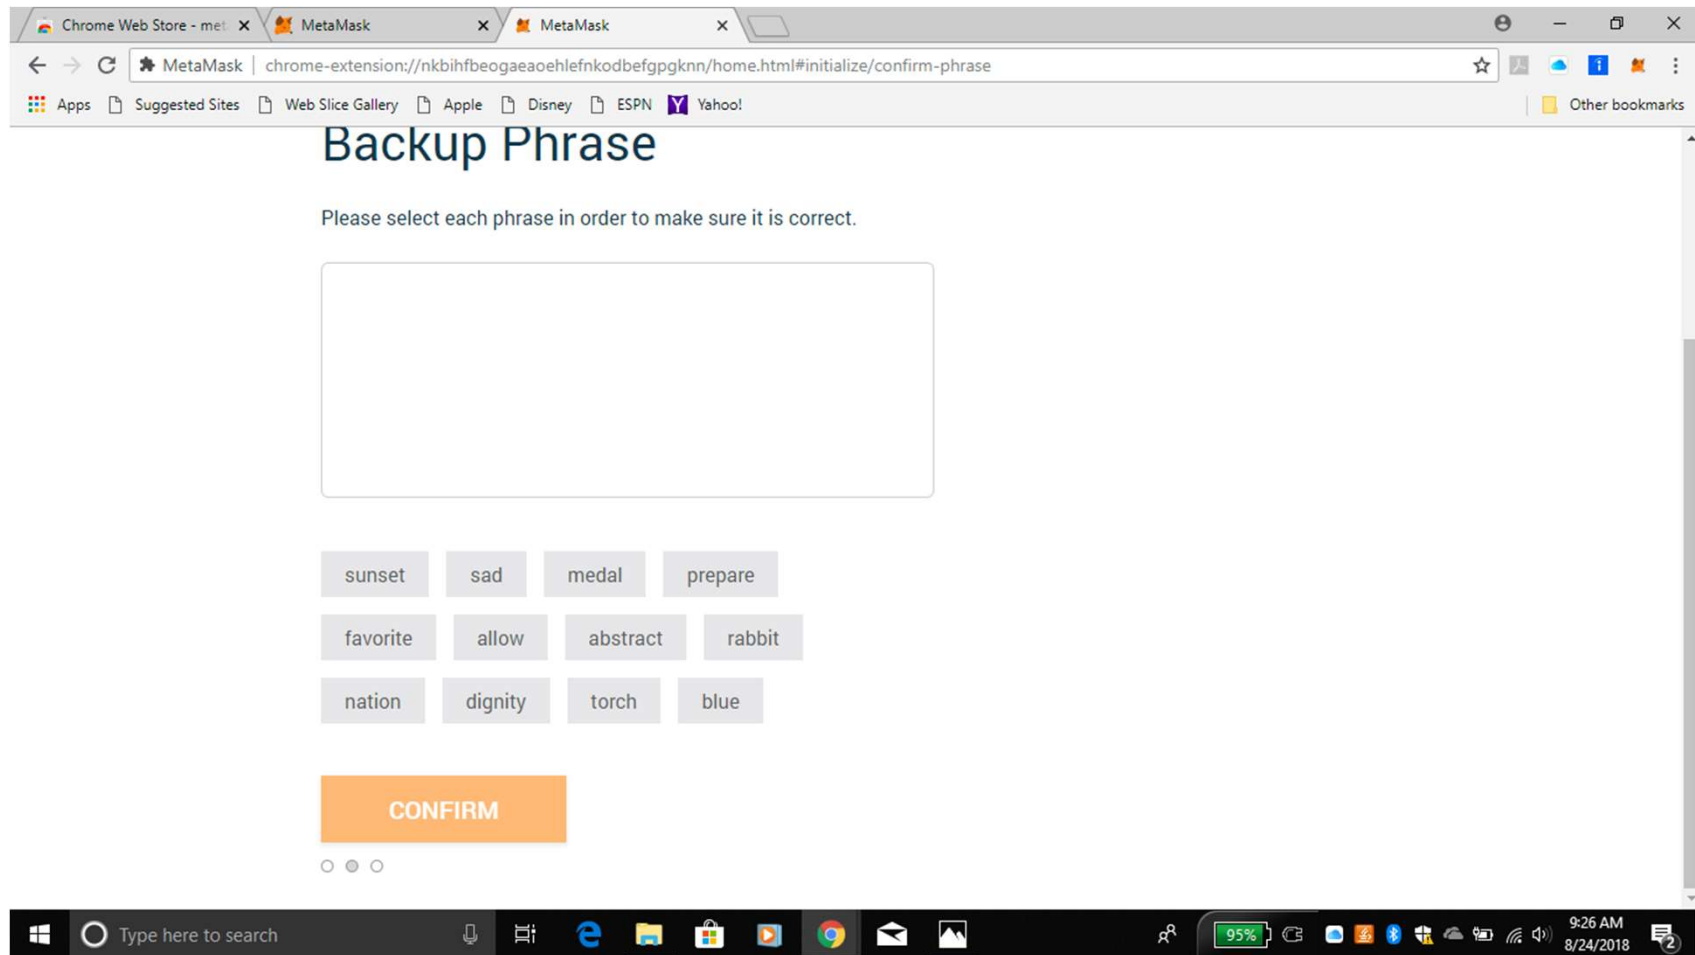 Chrome Web Store - met
MetaMask
MetaMask
MetaMask | chrome-extension://nkbihfbeogaeaoehlefnkodbefgpgknn/home.html#initialize/confirm-phrase
Apps Suggested Sites Web Slice Gallery Apple Disney ESPN Yahoo! Other bookmarks
Backup Phrase
Please select each phrase in order to make sure it is correct.
sunset sad medal prepare
favorite allow abstract rabbit
nation dignity torch blue
CONFIRM
Type here to search
95%
9:26 AM
8/24/2018
2